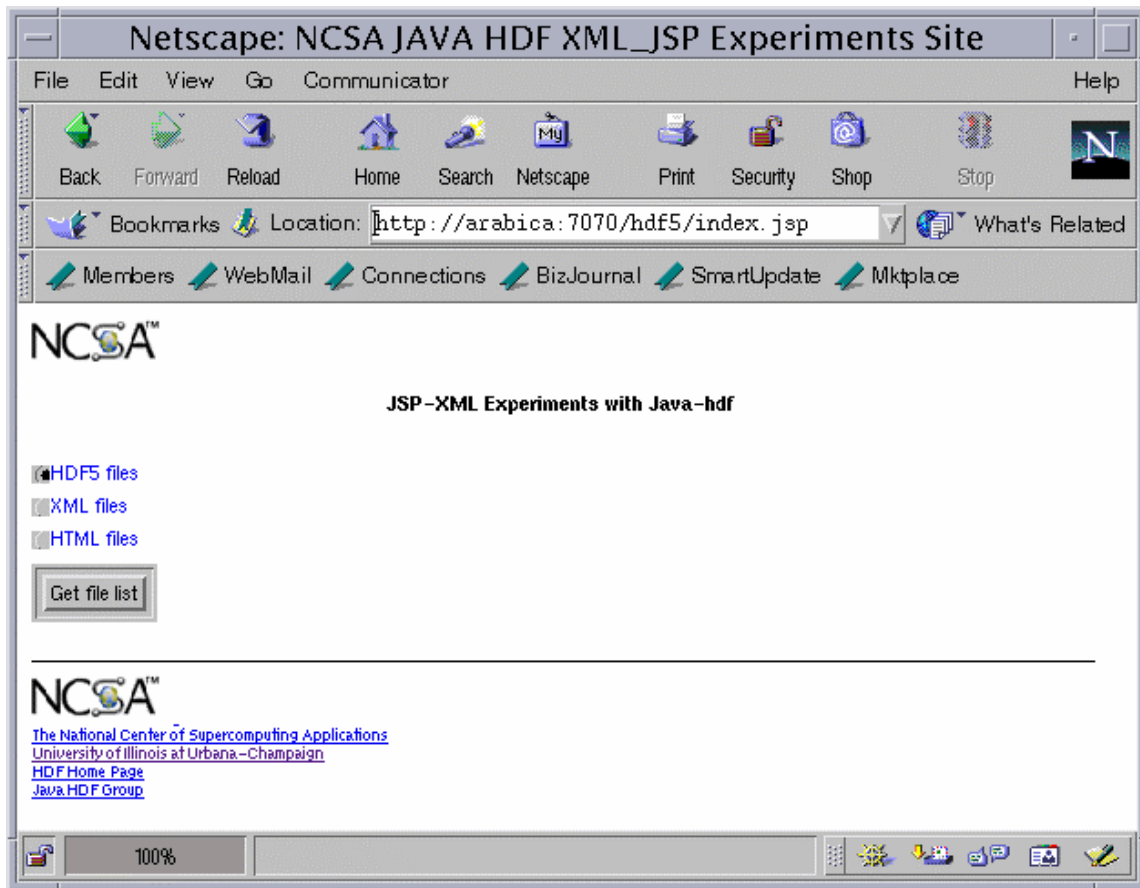 Netscape: NCSA JAVA HDF XML_JSP Experiments Site
File Edit View Go Communicator Help
My N
Back Forward Reload Home Search Netscape Print Security Shop Stop
Bookmarks Location: http://arabica:7070/hdf5/index.jsp What's Related
Members WebMail Connections BizJournal SmartUpdate Mktplace
NCSA™
JSP-XML Experiments with Java-hdf
HDF5 files
XML files
HTML files
Get file list
NCSA™
The National Center of Supercomputing Applications
University of Illinois at Urbana-Champaign
HDF Home Page
Java HDF Group
100%